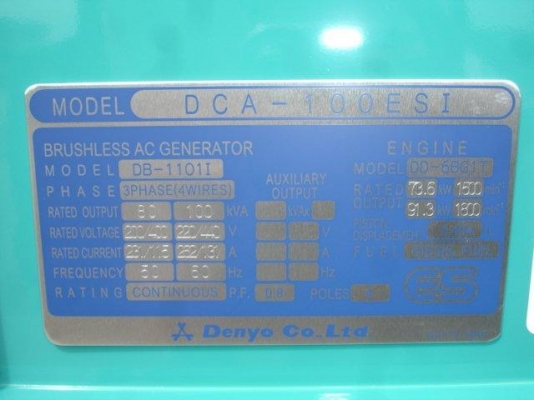 MODEL DCA-100ESI
BRUSHLESS AC GENERATOR
MODEL DB-1101I
PHASE 3PHASE(4WIRES)
RATED OUTPUT 80 100 kVA
RATED VOLTAGE 200/400 220/440 V
RATED CURRENT 231/115 262/131 A
FREQUENCY 50 60 Hz
RATING CONTINUOUS P.F. 0.8 POLES
AUXILIARY
OUTPUT
kVA
V
A
Hz
ENGINE
MODEL
RATED 73.6 kW 1500 min⁻¹
OUTPUT 91.3 kW 1800 min⁻¹
PISTON
DISPLACEMENT
FUEL
Denyo Co.Ltd